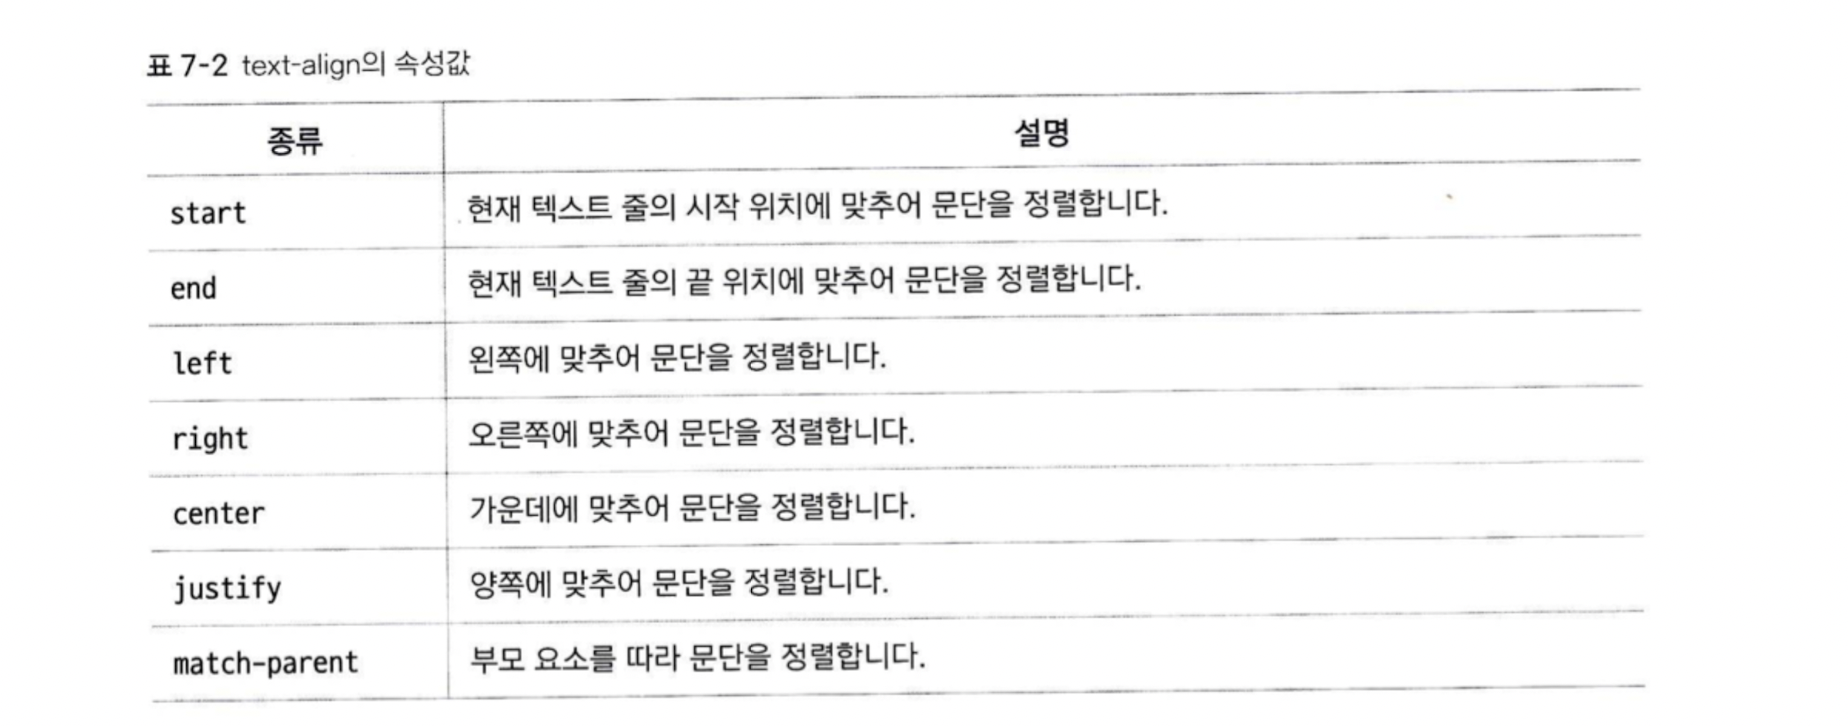 표 7-2 text-align의 속성값
종류 설명
start 현재 텍스트 줄의 시작 위치에 맞추어 문단을 정렬합니다.
end 현재 텍스트 줄의 끝 위치에 맞추어 문단을 정렬합니다.
left 왼쪽에 맞추어 문단을 정렬합니다.
right 오른쪽에 맞추어 문단을 정렬합니다.
center 가운데에 맞추어 문단을 정렬합니다.
justify 양쪽에 맞추어 문단을 정렬합니다.
match-parent 부모 요소를 따라 문단을 정렬합니다.